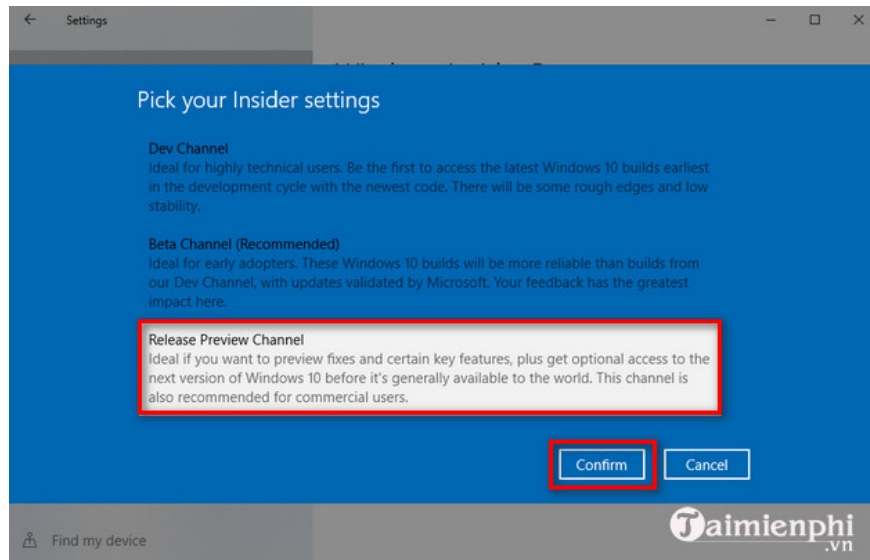 Settings
Pick your Insider settings
Dev Channel
Ideal for highly technical users. Be the first to access the latest Windows 10 builds earliest
in the development cycle with the newest code. There will be some rough edges and low
stability.
Beta Channel (Recommended)
Ideal for early adopters. These Windows 10 builds will be more reliable than builds from
our Dev Channel, with updates validated by Microsoft. Your feedback has the greatest
impact here.
Release Preview Channel
Ideal if you want to preview fixes and certain key features, plus get optional access to the
next version of Windows 10 before it's generally available to the world. This channel is
also recommended for commercial users.
Confirm Cancel
Find my device
Taimienphi
.vn